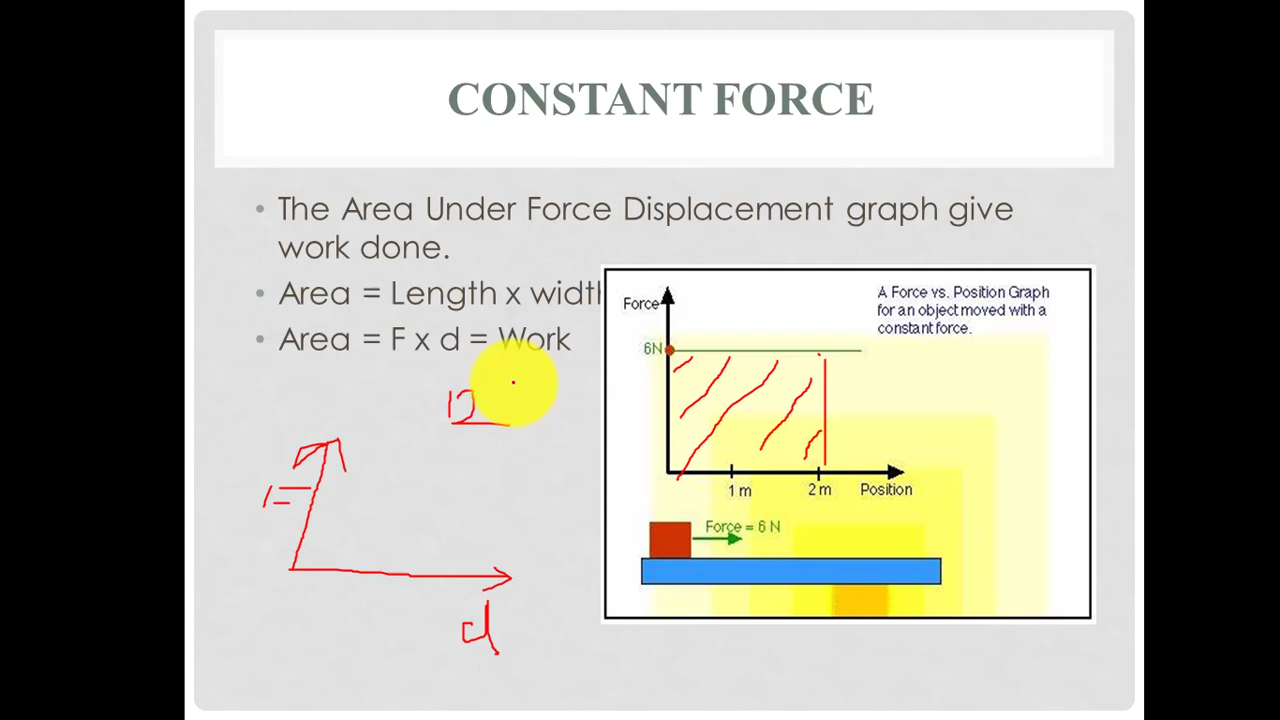 CONSTANT FORCE
• The Area Under Force Displacement graph give
work done.
• Area = Length x width
• Area = F x d = Work
12
F
d
Force
A Force vs. Position Graph
for an object moved with a
constant force.
6N
1 m
2 m
Position
Force = 6 N